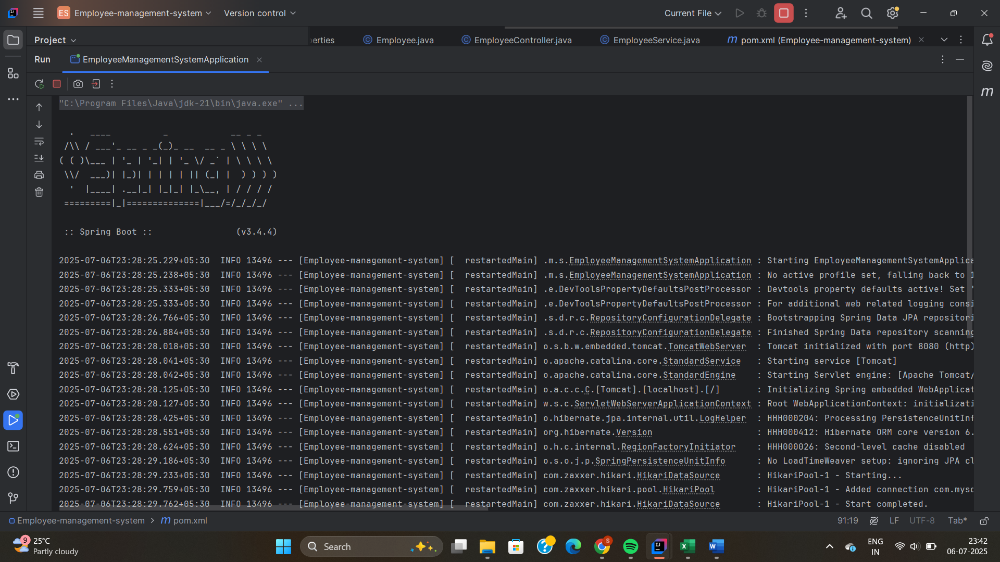 ES Employee-management-system Version control Current File
Project erties Employee.java EmployeeController.java EmployeeService.java m pom.xml (Employee-management-system)
Run EmployeeManagementSystemApplication
"C:\Program Files\Java\jdk-21\bin\java.exe" ...
  .   ____          _            __ _ _
 /\\ / ___'_ __ _ _(_)_ __  __ _ \ \ \ \
( ( )\___ | '_ | '_| | '_ \/ _` | \ \ \ \
 \\/  ___)| |_)| | | | | || (_| |  ) ) ) )
  '  |____| .__|_| |_|_| |_\__, | / / / /
 =========|_|==============|___/=/_/_/_/
 :: Spring Boot ::                (v3.4.4)
2025-07-06T23:28:25.229+05:30  INFO 13496 --- [Employee-management-system] [  restartedMain] .m.s.EmployeeManagementSystemApplication : Starting EmployeeManagementSystemApplica
2025-07-06T23:28:25.238+05:30  INFO 13496 --- [Employee-management-system] [  restartedMain] .m.s.EmployeeManagementSystemApplication : No active profile set, falling back to 1
2025-07-06T23:28:25.333+05:30  INFO 13496 --- [Employee-management-system] [  restartedMain] .e.DevToolsPropertyDefaultsPostProcessor : Devtools property defaults active! Set '
2025-07-06T23:28:25.333+05:30  INFO 13496 --- [Employee-management-system] [  restartedMain] .e.DevToolsPropertyDefaultsPostProcessor : For additional web related logging consi
2025-07-06T23:28:26.766+05:30  INFO 13496 --- [Employee-management-system] [  restartedMain] .s.d.r.c.RepositoryConfigurationDelegate : Bootstrapping Spring Data JPA repositori
2025-07-06T23:28:26.884+05:30  INFO 13496 --- [Employee-management-system] [  restartedMain] .s.d.r.c.RepositoryConfigurationDelegate : Finished Spring Data repository scanning
2025-07-06T23:28:28.018+05:30  INFO 13496 --- [Employee-management-system] [  restartedMain] o.s.b.w.embedded.tomcat.TomcatWebServer  : Tomcat initialized with port 8080 (http)
2025-07-06T23:28:28.041+05:30  INFO 13496 --- [Employee-management-system] [  restartedMain] o.apache.catalina.core.StandardService   : Starting service [Tomcat]
2025-07-06T23:28:28.042+05:30  INFO 13496 --- [Employee-management-system] [  restartedMain] o.apache.catalina.core.StandardEngine    : Starting Servlet engine: [Apache Tomcat/
2025-07-06T23:28:28.125+05:30  INFO 13496 --- [Employee-management-system] [  restartedMain] o.a.c.c.C.[Tomcat].[localhost].[/]       : Initializing Spring embedded WebApplicat
2025-07-06T23:28:28.127+05:30  INFO 13496 --- [Employee-management-system] [  restartedMain] w.s.c.ServletWebServerApplicationContext : Root WebApplicationContext: initializati
2025-07-06T23:28:28.425+05:30  INFO 13496 --- [Employee-management-system] [  restartedMain] o.hibernate.jpa.internal.util.LogHelper  : HHH000204: Processing PersistenceUnitInf
2025-07-06T23:28:28.551+05:30  INFO 13496 --- [Employee-management-system] [  restartedMain] org.hibernate.Version                    : HHH000412: Hibernate ORM core version 6.
2025-07-06T23:28:28.624+05:30  INFO 13496 --- [Employee-management-system] [  restartedMain] o.h.c.internal.RegionFactoryInitiator    : HHH000026: Second-level cache disabled
2025-07-06T23:28:29.186+05:30  INFO 13496 --- [Employee-management-system] [  restartedMain] o.s.o.j.p.SpringPersistenceUnitInfo      : No LoadTimeWeaver setup: ignoring JPA cl
2025-07-06T23:28:29.233+05:30  INFO 13496 --- [Employee-management-system] [  restartedMain] com.zaxxer.hikari.HikariDataSource       : HikariPool-1 - Starting...
2025-07-06T23:28:29.759+05:30  INFO 13496 --- [Employee-management-system] [  restartedMain] com.zaxxer.hikari.pool.HikariPool        : HikariPool-1 - Added connection com.mysq
2025-07-06T23:28:29.762+05:30  INFO 13496 --- [Employee-management-system] [  restartedMain] com.zaxxer.hikari.HikariDataSource       : HikariPool-1 - Start completed.
Employee-management-system > m pom.xml 91:19 LF UTF-8 Tab*
9 25°C Search ENG 23:42
Partly cloudy IN 06-07-2025